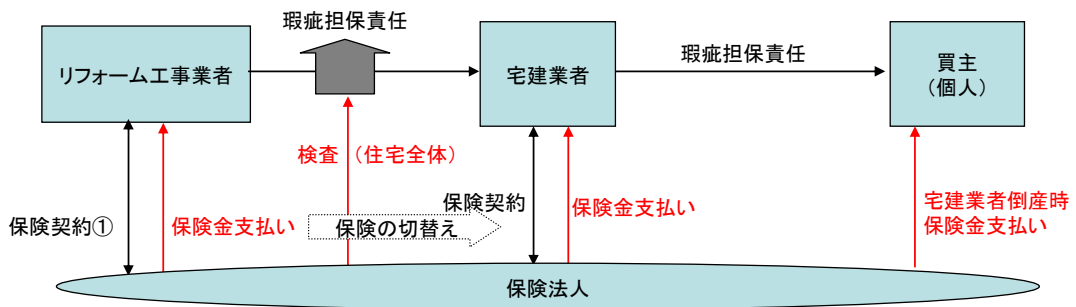 瑕疵担保責任
リフォーム工事業者
宅建業者
瑕疵担保責任
買主
（個人）
検査（住宅全体）
保険契約①
保険金支払い
保険の切替え
保険契約
保険金支払い
宅建業者倒産時
保険金支払い
保険法人